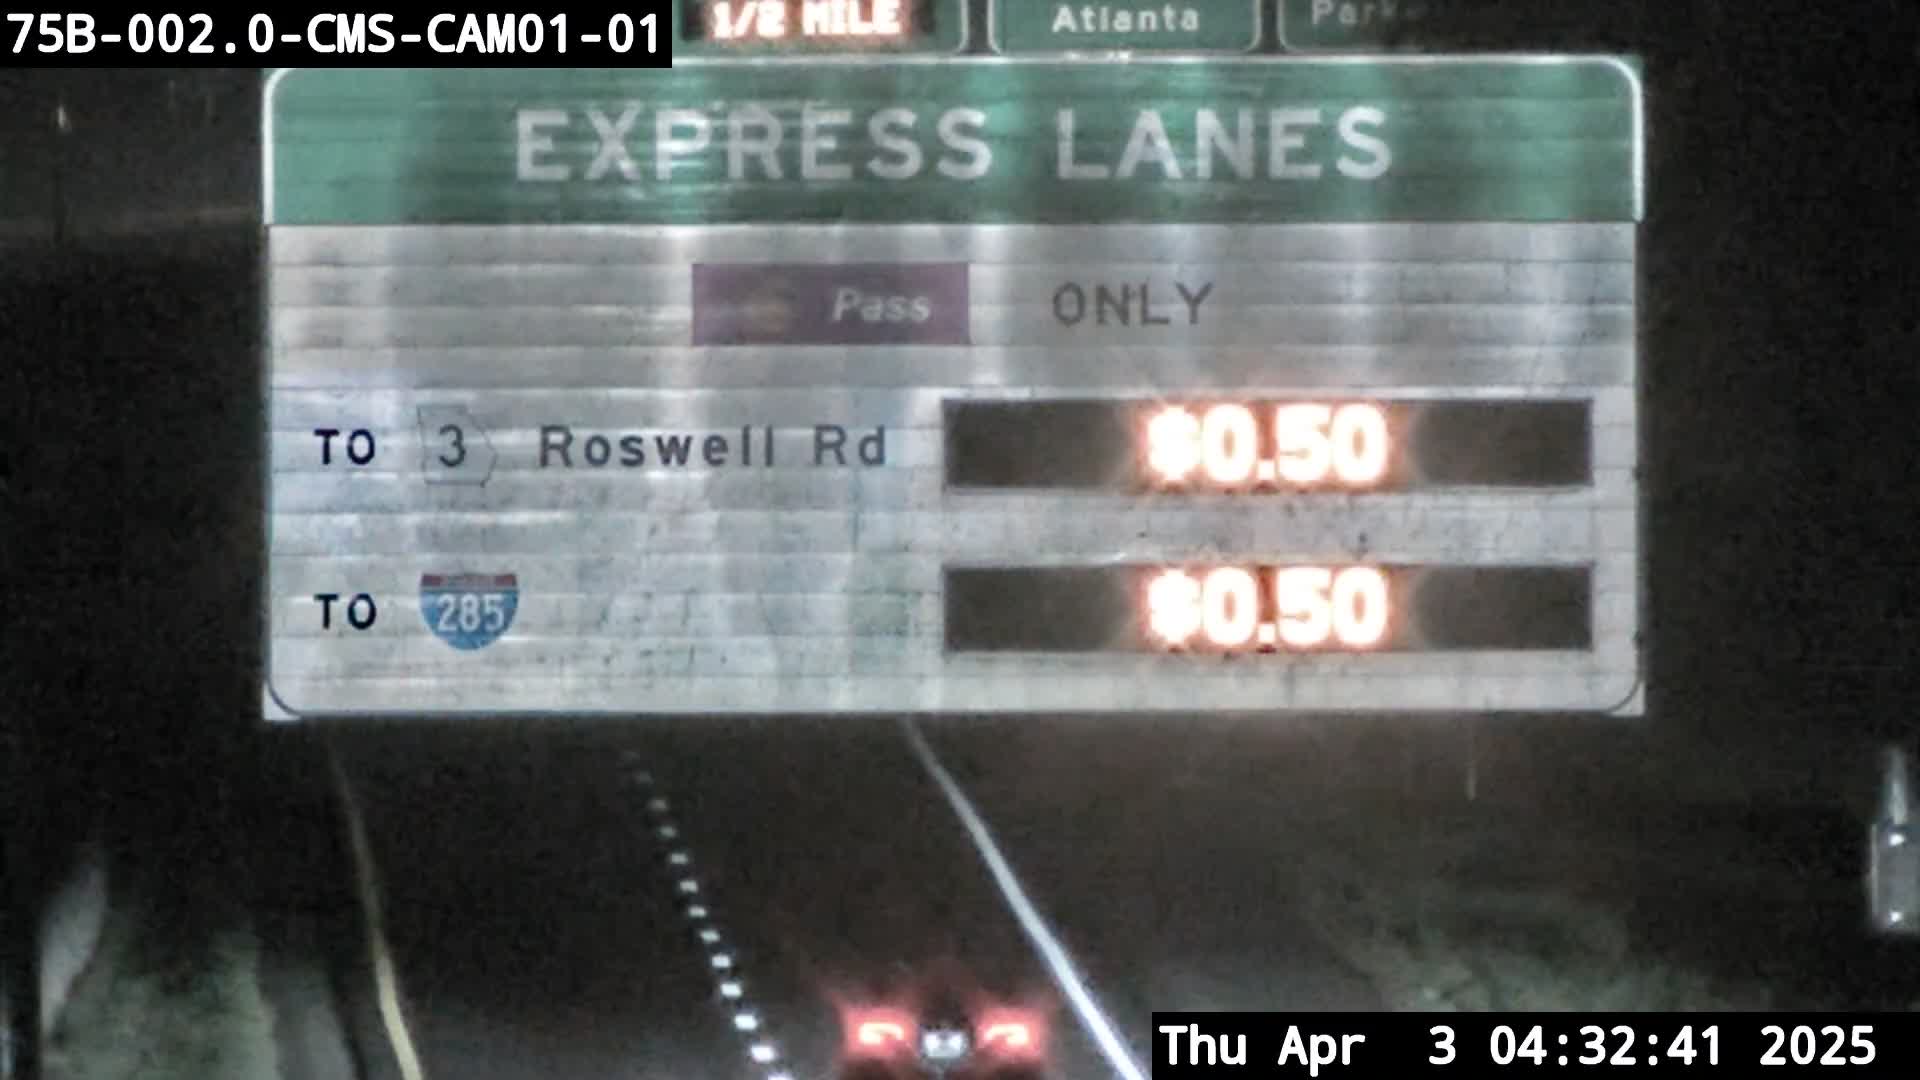 75B-002.0-CMS-CAM01-01
1/2 MILE
Atlanta
EXPRESS LANES
Pass ONLY
TO 3 Roswell Rd $0.50
TO 285 $0.50
Thu Apr 3 04:32:41 2025